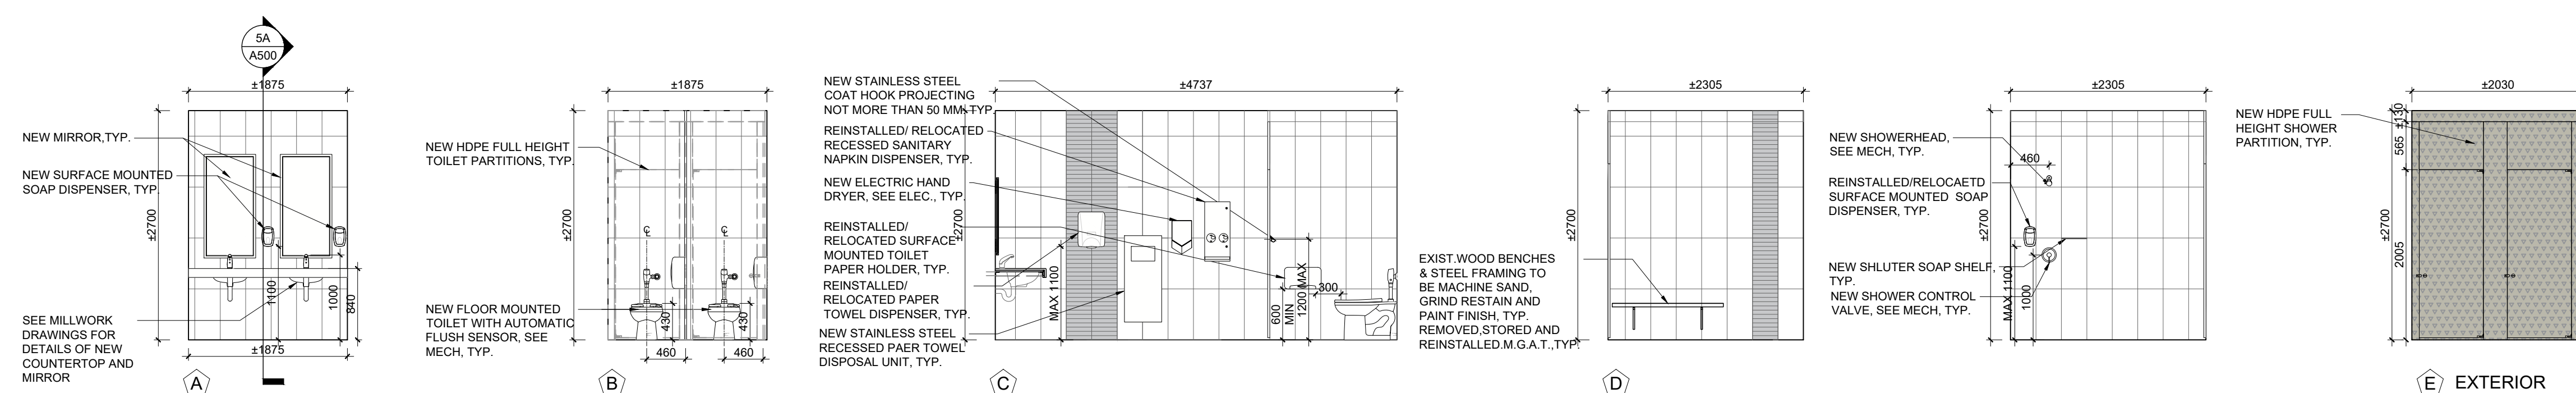 5A
A500
±1875
±2700
NEW MIRROR,TYP.
NEW SURFACE MOUNTED
SOAP DISPENSER, TYP.
SEE MILLWORK
DRAWINGS FOR
DETAILS OF NEW
COUNTERTOP AND
MIRROR
1100
1000
840
±1875
A
±1875
±2700
NEW HDPE FULL HEIGHT
TOILET PARTITIONS, TYP.
NEW FLOOR MOUNTED
TOILET WITH AUTOMATIC
FLUSH SENSOR, SEE
MECH, TYP.
℄
℄
430
430
460
460
B
NEW STAINLESS STEEL
COAT HOOK PROJECTING
NOT MORE THAN 50 MM TYP.
REINSTALLED/ RELOCATED
RECESSED SANITARY
NAPKIN DISPENSER, TYP.
NEW ELECTRIC HAND
DRYER, SEE ELEC., TYP.
REINSTALLED/
RELOCATED SURFACE
MOUNTED TOILET
PAPER HOLDER, TYP.
REINSTALLED/
RELOCATED PAPER
TOWEL DISPENSER, TYP.
NEW STAINLESS STEEL
RECESSED PAER TOWEL
DISPOSAL UNIT, TYP.
±4737
±2700
MAX 1100
600
MIN
1200 MAX
300
C
±2305
±2700
EXIST.WOOD BENCHES
& STEEL FRAMING TO
BE MACHINE SAND,
GRIND RESTAIN AND
PAINT FINISH, TYP.
REMOVED,STORED AND
REINSTALLED.M.G.A.T.,TYP.
D
±2305
±2700
NEW SHOWERHEAD,
SEE MECH, TYP.
460
REINSTALLED/RELOCAETD
SURFACE MOUNTED SOAP
DISPENSER, TYP.
NEW SHLUTER SOAP SHELF,
TYP.
NEW SHOWER CONTROL
VALVE, SEE MECH, TYP.
MAX 1100
1000
±2030
NEW HDPE FULL
HEIGHT SHOWER
PARTITION, TYP.
±130
565
±2700
2005
E EXTERIOR